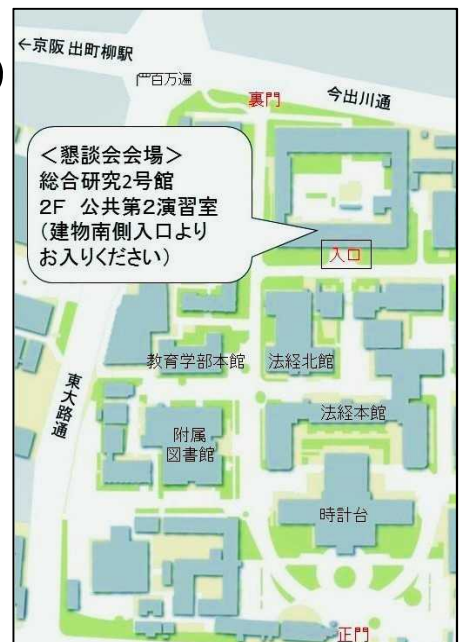 ←京阪出町柳駅
百万遍
裏門
今出川通
＜懇談会会場＞
総合研究2号館
２F　公共第２演習室
(建物南側入口より
お入りください)
入口
教育学部本館
法経北館
東大路通
法経本館
附属
図書館
時計台
正門
)